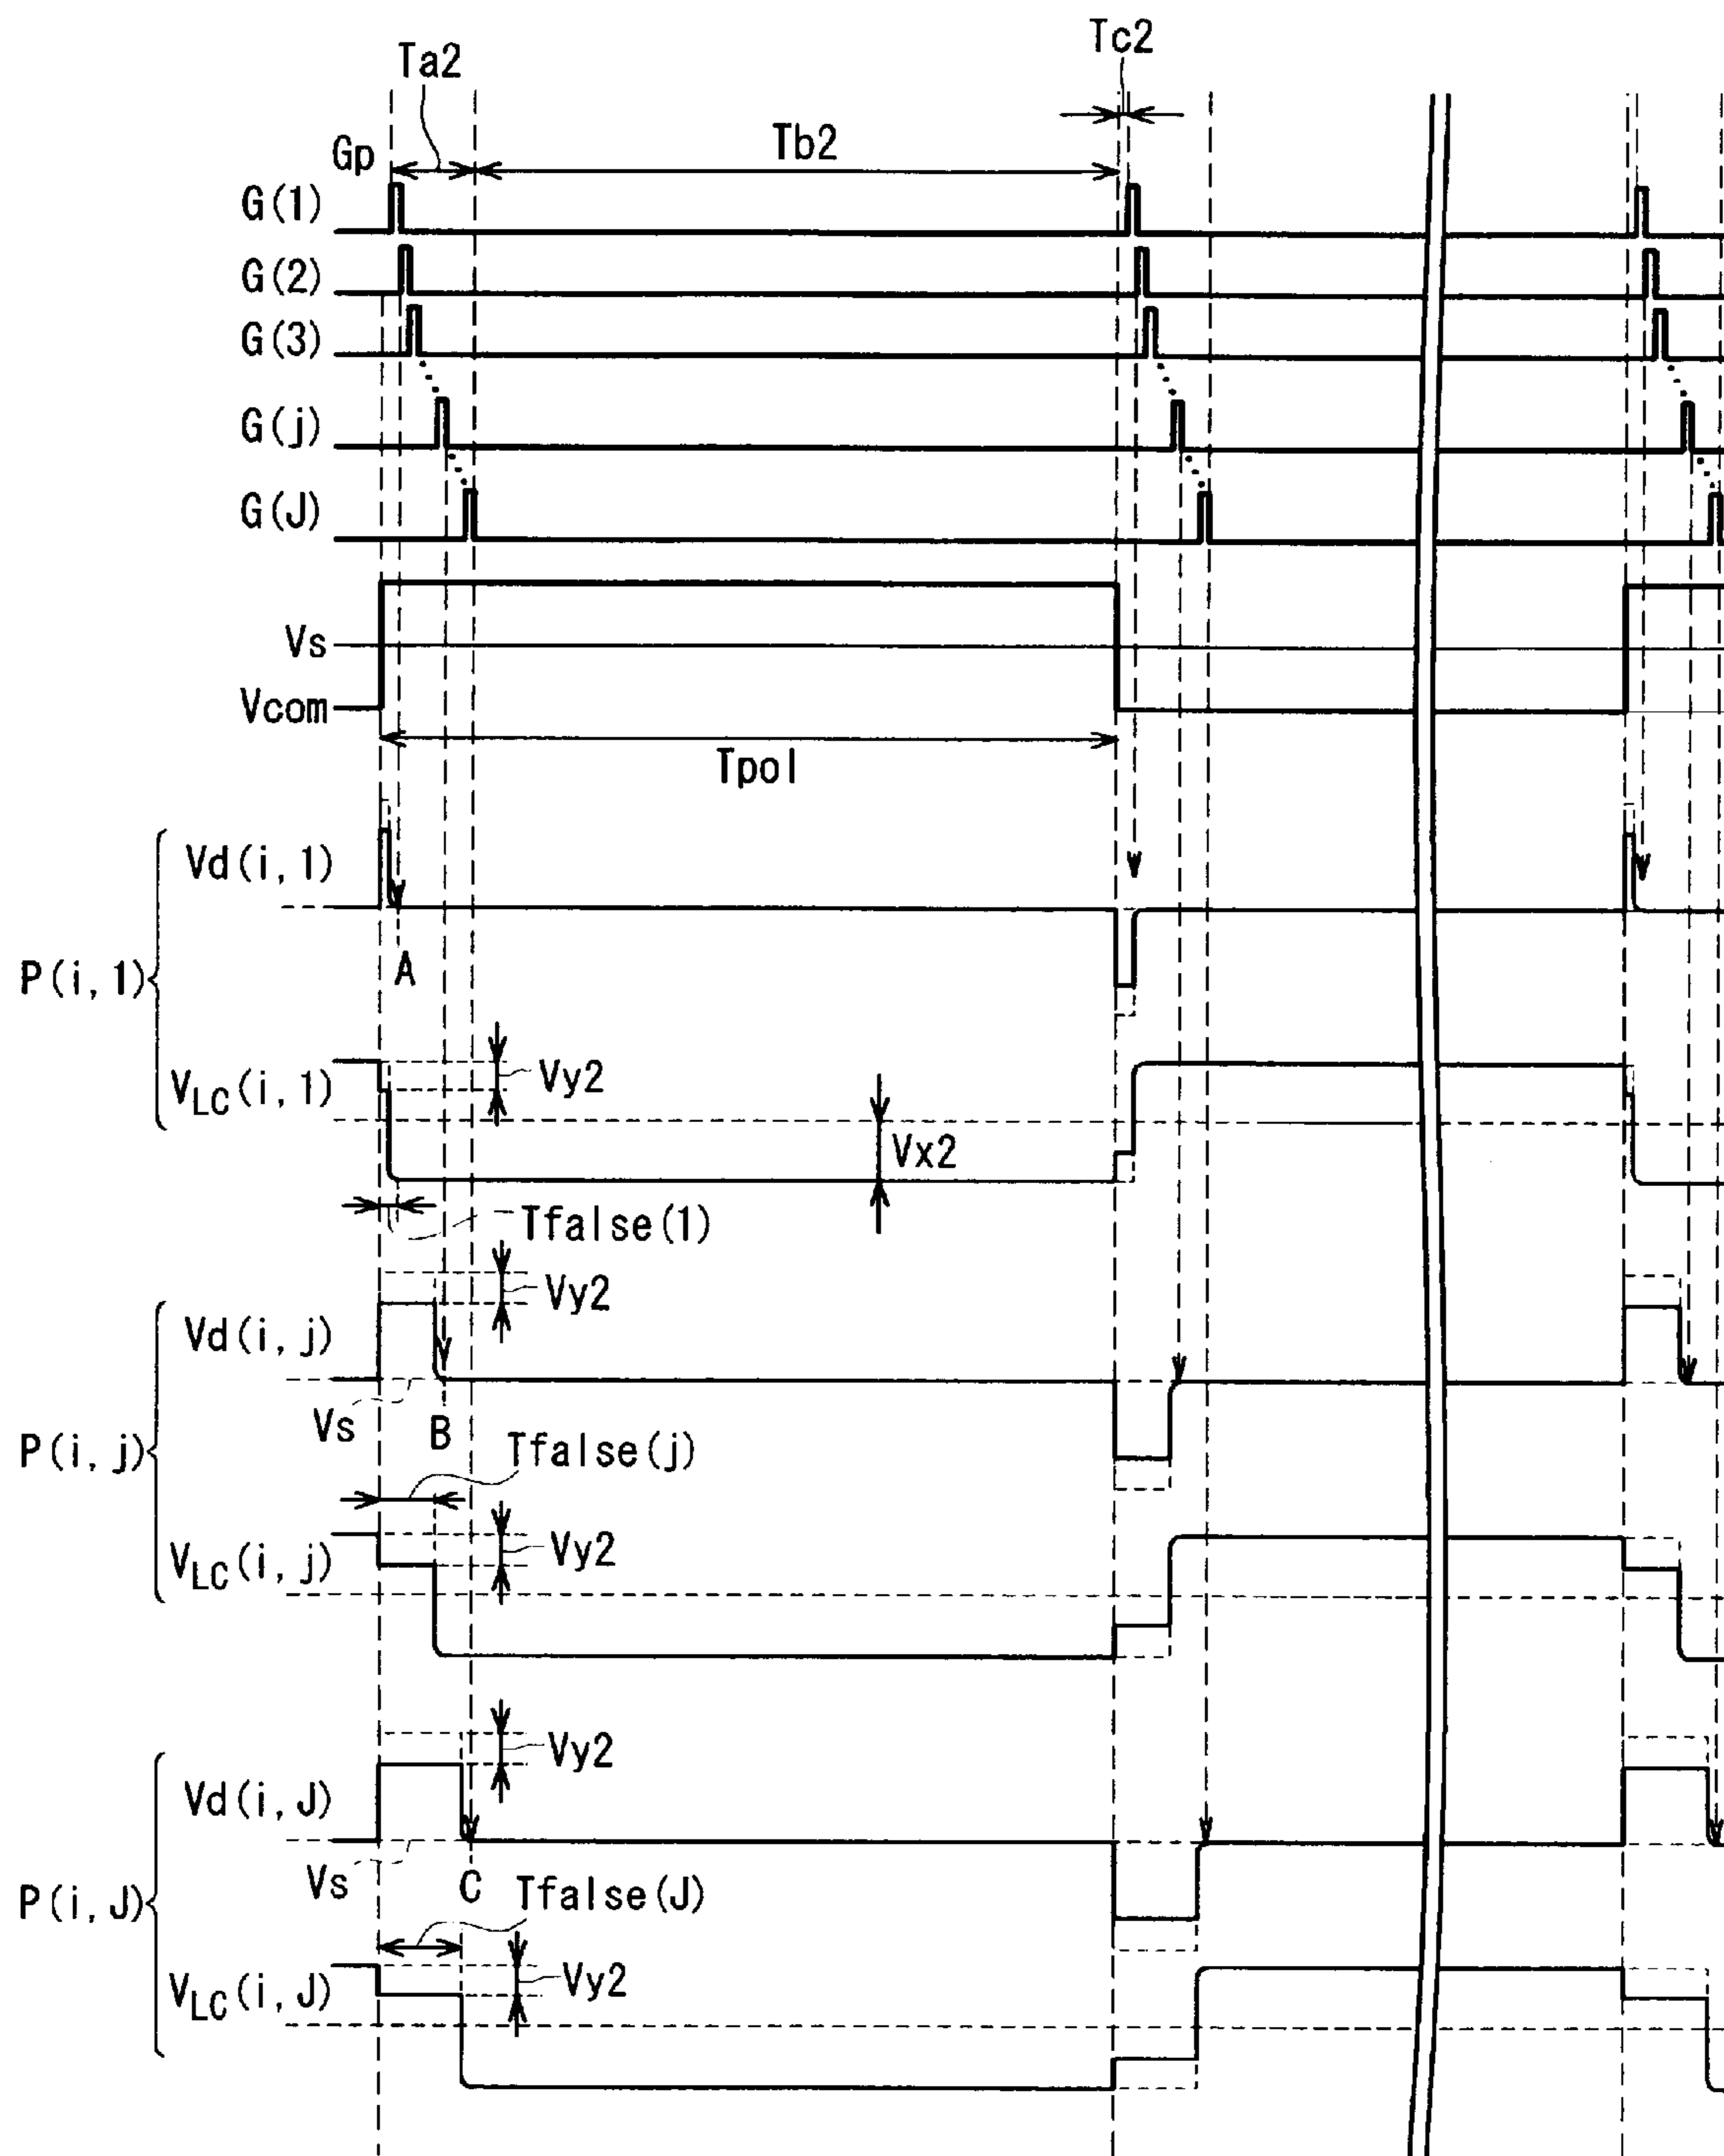 Tc2
Ta2
Gp
Tb2
G(1)
G(2)
G(3)
G(j)
G(J)
Vs
Vcom
Tpol
Vd(i,1)
A
P(i,1)
Vy2
VLC(i,1)
Vx2
Tfalse(1)
Vy2
Vd(i,j)
Vs
B
Tfalse(j)
P(i,j)
Vy2
VLC(i,j)
Vy2
Vd(i,J)
Vs
C
Tfalse(J)
P(i,J)
Vy2
VLC(i,J)